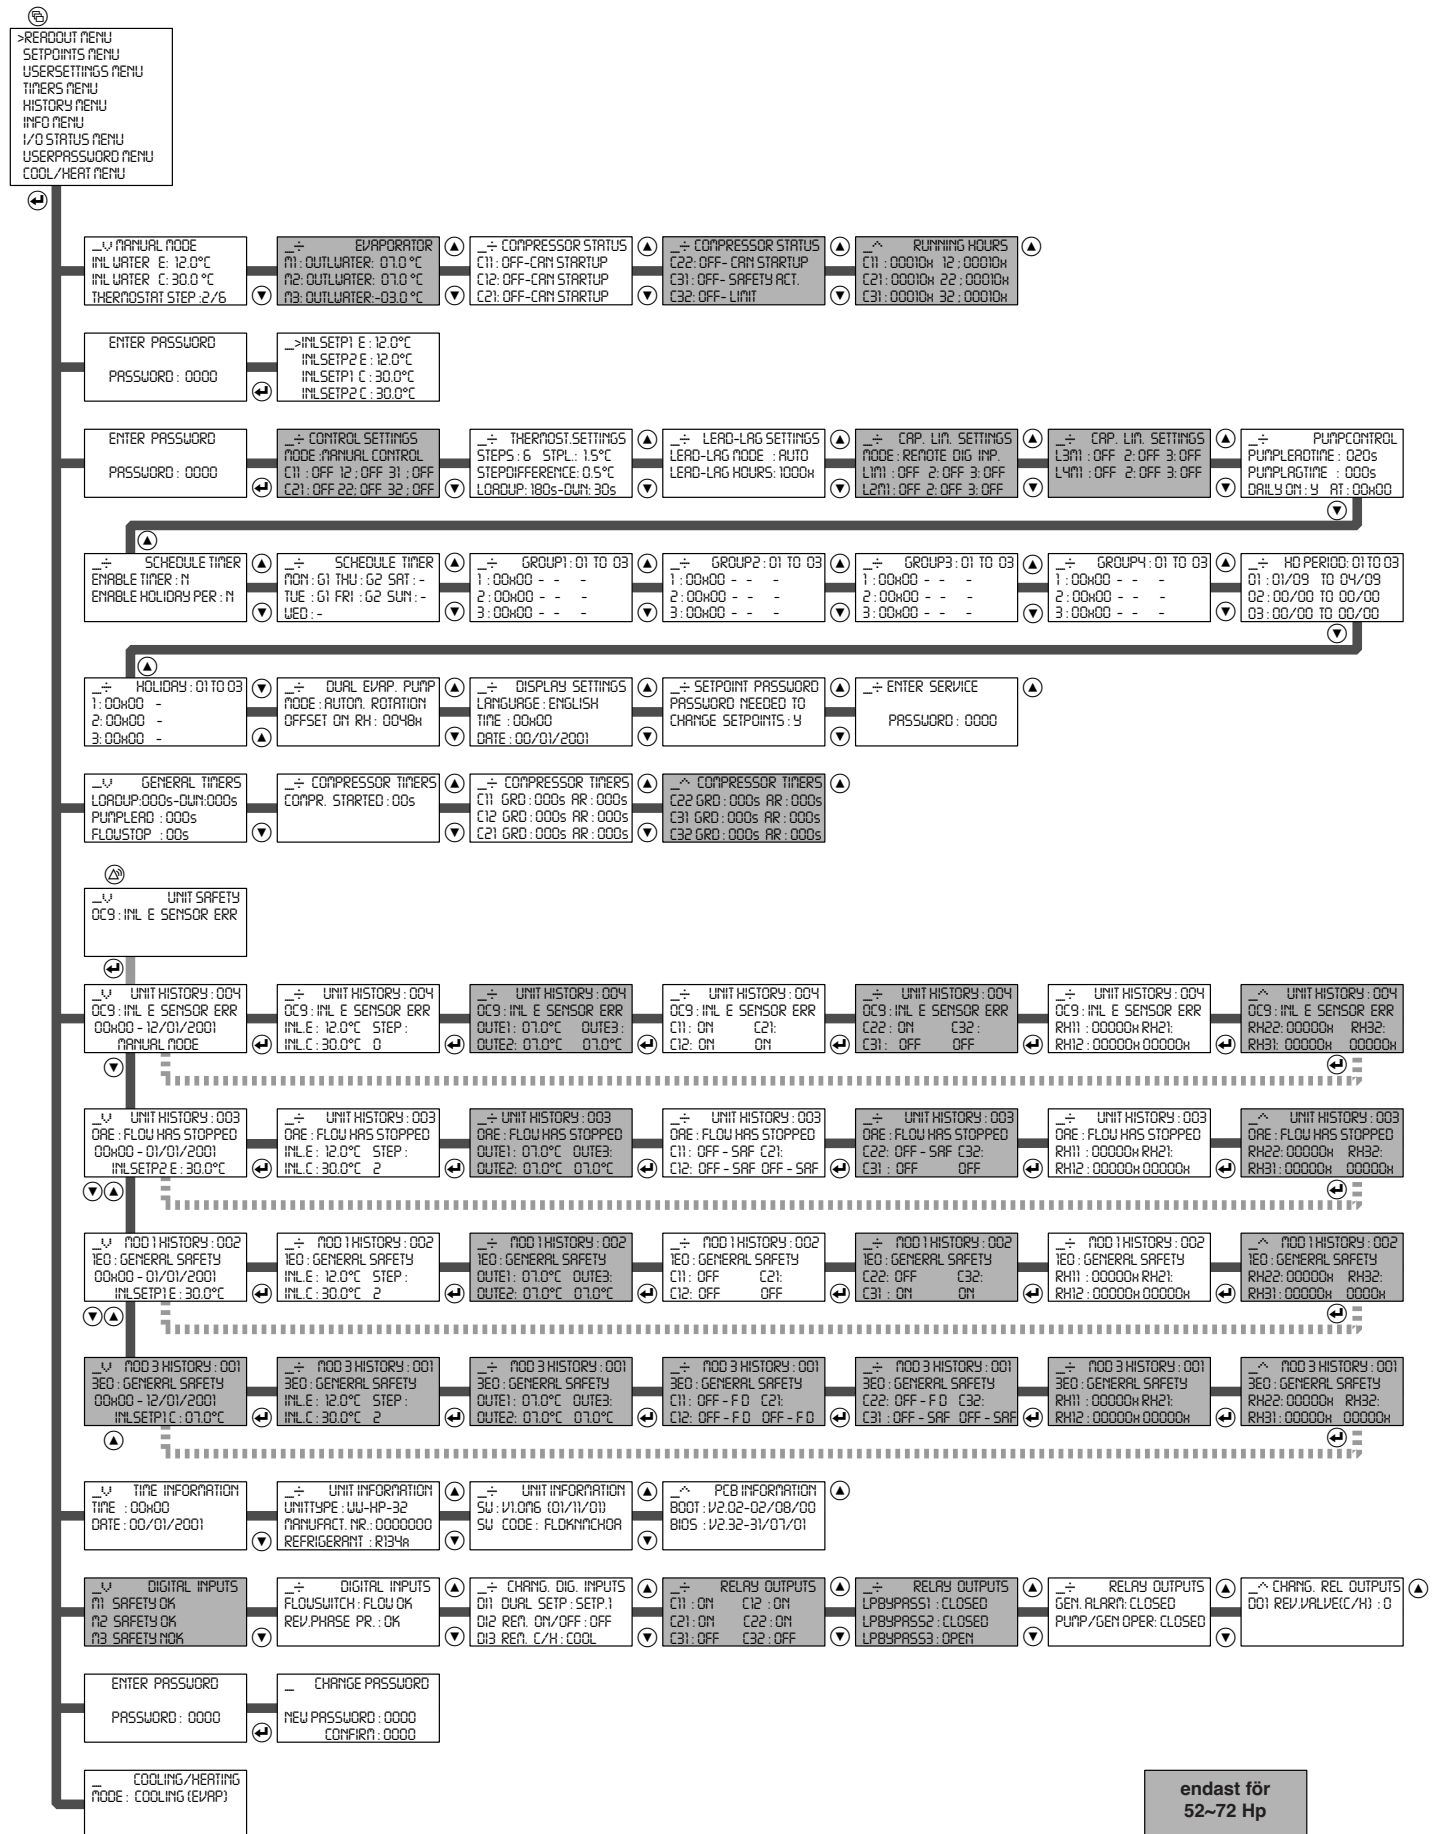 >READOUT MENU
SETPOINTS MENU
USERSETTINGS MENU
TIMERS MENU
HISTORY MENU
INFO MENU
I/O STATUS MENU
USERPASSWORD MENU
COOL/HEAT MENU
_v MANUAL MODE
INL WATER E: 12.0°C
INL WATER C: 30.0 °C
THERMOSTAT STEP :2/6
_÷ EVAPORATOR
M1: OUTLWATER: 07.0 °C
M2: OUTLWATER: 07.0 °C
M3: OUTLWATER:-03.0 °C
_÷ COMPRESSOR STATUS
C11: OFF-CAN STARTUP
C12: OFF-CAN STARTUP
C21: OFF-CAN STARTUP
_÷ COMPRESSOR STATUS
C22: OFF- CAN STARTUP
C31: OFF- SAFETY ACT.
C32: OFF- LIMIT
_^ RUNNING HOURS
C11 : 00010h 12 : 00010h
C21 : 00010h 22 : 00010h
C31 : 00010h 32 : 00010h
ENTER PASSWORD
PASSWORD : 0000
_>INLSETP1 E : 12.0°C
INLSETP2 E : 12.0°C
INLSETP1 C : 30.0°C
INLSETP2 C : 30.0°C
ENTER PASSWORD
PASSWORD : 0000
_÷ CONTROL SETTINGS
MODE :MANUAL CONTROL
C11 : OFF 12 : OFF 31 : OFF
C21 : OFF 22: OFF 32 : OFF
_÷ THERMOST.SETTINGS
STEPS : 6 STPL.: 1.5°C
STEPDIFFERENCE: 0.5°C
LOADUP: 180s-DWN: 30s
_÷ LEAD-LAG SETTINGS
LEAD-LAG MODE : AUTO
LEAD-LAG HOURS: 1000h
_÷ CAP. LIM. SETTINGS
MODE : REMOTE DIG INP.
L1M1 : OFF 2: OFF 3: OFF
L2M1 : OFF 2: OFF 3: OFF
_÷ CAP. LIM. SETTINGS
L3M1 : OFF 2: OFF 3: OFF
L4M1 : OFF 2: OFF 3: OFF
_÷ PUMPCONTROL
PUMPLEADTIME : 020s
PUMPLAGTIME : 000s
DAILY ON : Y AT : 00h00
_÷ SCHEDULE TIMER
ENABLE TIMER : N
ENABLE HOLIDAY PER : N
_÷ SCHEDULE TIMER
MON : G1 THU : G2 SAT : -
TUE : G1 FRI : G2 SUN : -
WED : -
_÷ GROUP1 : 01 TO 03
1 : 00h00 - - -
2 : 00h00 - - -
3 : 00h00 - - -
_÷ GROUP2 : 01 TO 03
1 : 00h00 - - -
2 : 00h00 - - -
3 : 00h00 - - -
_÷ GROUP3 : 01 TO 03
1 : 00h00 - - -
2 : 00h00 - - -
3 : 00h00 - - -
_÷ GROUP4 : 01 TO 03
1 : 00h00 - - -
2 : 00h00 - - -
3 : 00h00 - - -
_÷ HD PERIOD: 01 TO 03
01 : 01/09 TO 04/09
02 : 00/00 TO 00/00
03 : 00/00 TO 00/00
_÷ HOLIDAY : 01 TO 03
1: 00h00 -
2: 00h00 -
3: 00h00 -
_÷ DUAL EVAP. PUMP
MODE : AUTOM. ROTATION
OFFSET ON RH : 0048h
_÷ DISPLAY SETTINGS
LANGUAGE : ENGLISH
TIME : 00h00
DATE : 00/01/2001
_÷ SETPOINT PASSWORD
PASSWORD NEEDED TO
CHANGE SETPOINTS : Y
_÷ ENTER SERVICE
PASSWORD : 0000
_v GENERAL TIMERS
LOADUP:000s-DWN:000s
PUMPLEAD : 000s
FLOWSTOP : 00s
_÷ COMPRESSOR TIMERS
COMPR. STARTED : 00s
_÷ COMPRESSOR TIMERS
C11 GRD : 000s AR : 000s
C12 GRD : 000s AR : 000s
C21 GRD : 000s AR : 000s
_^ COMPRESSOR TIMERS
C22 GRD : 000s AR : 000s
C31 GRD : 000s AR : 000s
C32 GRD : 000s AR : 000s
_v UNIT SAFETY
0C9 : INL E SENSOR ERR
_v UNIT HISTORY : 004
0C9 : INL E SENSOR ERR
00h00 - 12/01/2001
MANUAL MODE
_÷ UNIT HISTORY : 004
0C9 : INL E SENSOR ERR
INL.E : 12.0°C STEP :
INL.C : 30.0°C 0
_÷ UNIT HISTORY : 004
0C9 : INL E SENSOR ERR
OUTE1 : 07.0°C OUTE3 :
OUTE2: 07.0°C 07.0°C
_÷ UNIT HISTORY : 004
0C9 : INL E SENSOR ERR
C11 : ON C21:
C12: ON ON
_÷ UNIT HISTORY : 004
0C9 : INL E SENSOR ERR
C22 : ON C32 :
C31 : OFF OFF
_÷ UNIT HISTORY : 004
0C9 : INL E SENSOR ERR
RH11 : 00000h RH21:
RH12 : 00000h 00000h
_^ UNIT HISTORY : 004
0C9 : INL E SENSOR ERR
RH22: 00000h RH32:
RH31: 00000h 00000h
_v UNIT HISTORY : 003
0AE : FLOW HAS STOPPED
00h00 - 01/01/2001
INLSETP2 E : 30.0°C
_÷ UNIT HISTORY : 003
0AE : FLOW HAS STOPPED
INL.E : 12.0°C STEP :
INL.C : 30.0°C 2
_÷ UNIT HISTORY : 003
0AE : FLOW HAS STOPPED
OUTE1 : 07.0°C OUTE3:
OUTE2: 07.0°C 07.0°C
_÷ UNIT HISTORY : 003
0AE : FLOW HAS STOPPED
C11 : OFF - SAF C21:
C12: OFF - SAF OFF - SAF
_÷ UNIT HISTORY : 003
0AE : FLOW HAS STOPPED
C22: OFF - SAF C32:
C31 : OFF OFF
_÷ UNIT HISTORY : 003
0AE : FLOW HAS STOPPED
RH11 : 00000h RH21:
RH12 : 00000h 00000h
_^ UNIT HISTORY : 003
0AE : FLOW HAS STOPPED
RH22: 00000h RH32:
RH31 : 00000h 00000h
_v MOD 1 HISTORY : 002
1E0 : GENERAL SAFETY
00h00 - 01/01/2001
INLSETP1 E : 30.0°C
_÷ MOD 1 HISTORY : 002
1E0 : GENERAL SAFETY
INL.E : 12.0°C STEP :
INL.C : 30.0°C 2
_÷ MOD 1 HISTORY : 002
1E0 : GENERAL SAFETY
OUTE1 : 07.0°C OUTE3:
OUTE2: 07.0°C 07.0°C
_÷ MOD 1 HISTORY : 002
1E0 : GENERAL SAFETY
C11 : OFF C21:
C12: OFF OFF
_÷ MOD 1 HISTORY : 002
1E0 : GENERAL SAFETY
C22: OFF C32:
C31 : ON ON
_÷ MOD 1 HISTORY : 002
1E0 : GENERAL SAFETY
RH11 : 00000h RH21:
RH12 : 00000h 00000h
_^ MOD 1 HISTORY : 002
1E0 : GENERAL SAFETY
RH22: 00000h RH32:
RH31 : 00000h 0000h
_v MOD 3 HISTORY : 001
3E0 : GENERAL SAFETY
00h00 - 12/01/2001
INLSETP1 C : 07.0°C
_÷ MOD 3 HISTORY : 001
3E0 : GENERAL SAFETY
INL.E : 12.0°C STEP :
INL.C : 30.0°C 2
_÷ MOD 3 HISTORY : 001
3E0 : GENERAL SAFETY
OUTE1 : 07.0°C OUTE3:
OUTE2: 07.0°C 07.0°C
_÷ MOD 3 HISTORY : 001
3E0 : GENERAL SAFETY
C11 : OFF - F D C21:
C12: OFF - F D OFF - F D
_÷ MOD 3 HISTORY : 001
3E0 : GENERAL SAFETY
C22: OFF - F D C32:
C31 : OFF - SAF OFF - SAF
_÷ MOD 3 HISTORY : 001
3E0 : GENERAL SAFETY
RH11 : 00000h RH21:
RH12 : 00000h 00000h
_^ MOD 3 HISTORY : 001
3E0 : GENERAL SAFETY
RH22: 00000h RH32:
RH31 : 00000h 00000h
_v TIME INFORMATION
TIME : 00h00
DATE : 00/01/2001
_÷ UNIT INFORMATION
UNITTYPE : WW-HP-32
MANUFACT. NR.: 0000000
REFRIGERANT : R134a
_÷ UNIT INFORMATION
SW : V1.0M6 (01/11/01)
SW CODE : FLDKNMCH0A
_^ PCB INFORMATION
BOOT : V2.02-02/08/00
BIOS : V2.32-31/07/01
_v DIGITAL INPUTS
M1 SAFETY OK
M2 SAFETY OK
M3 SAFETY NOK
_÷ DIGITAL INPUTS
FLOWSWITCH : FLOW OK
REV.PHASE PR. : OK
_÷ CHANG. DIG. INPUTS
DI1 DUAL SETP : SETP.1
DI2 REM. ON/OFF : OFF
DI3 REM. C/H : COOL
_÷ RELAY OUTPUTS
C11 : ON C12 : ON
C21 : ON C22 : ON
C31 : OFF C32 : OFF
_÷ RELAY OUTPUTS
LPBYPASS1 : CLOSED
LPBYPASS2 : CLOSED
LPBYPASS3 : OPEN
_÷ RELAY OUTPUTS
GEN. ALARM: CLOSED
PUMP/GEN OPER: CLOSED
_^ CHANG. REL OUTPUTS
DO1 REV.VALVE(C/H) : 0
ENTER PASSWORD
PASSWORD : 0000
_ CHANGE PASSWORD
NEW PASSWORD : 0000
CONFIRM : 0000
_ COOLING/HEATING
MODE : COOLING (EVAP)
endast för
52~72 Hp